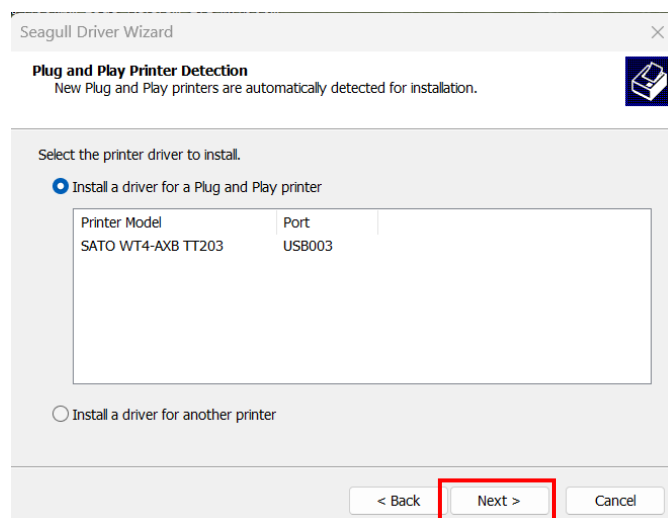 Seagull Driver Wizard
Plug and Play Printer Detection
New Plug and Play printers are automatically detected for installation.
Select the printer driver to install.
Install a driver for a Plug and Play printer
Printer Model Port
SATO WT4-AXB TT203 USB003
Install a driver for another printer
< Back Next > Cancel